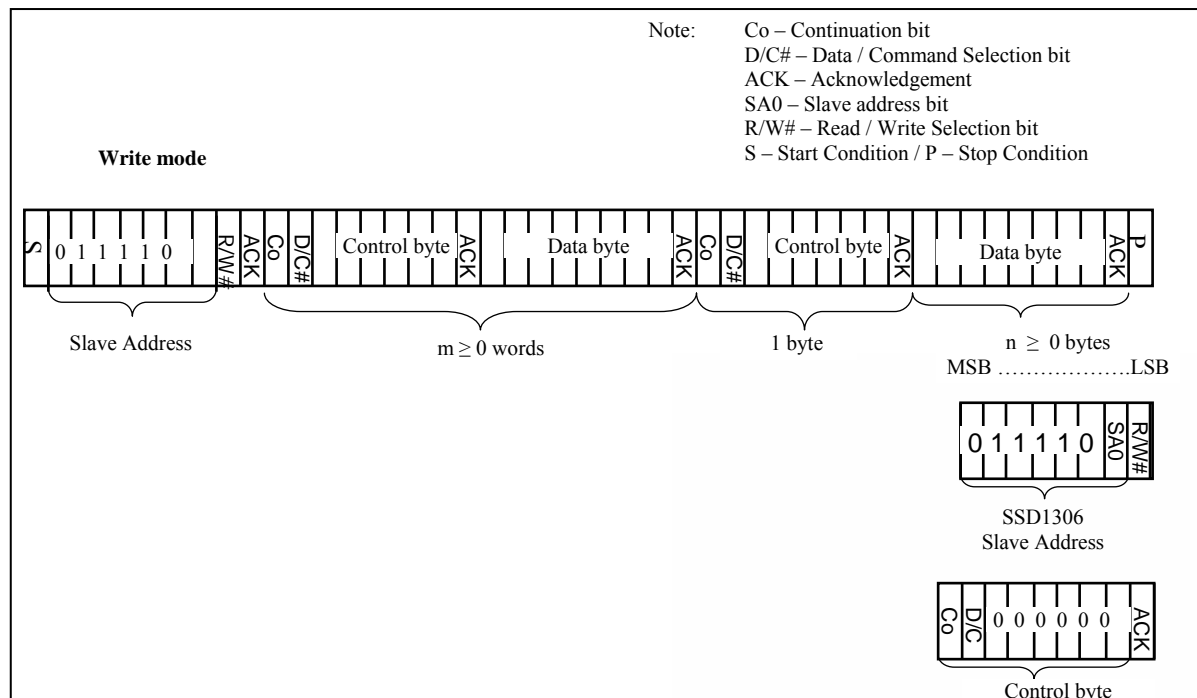 Note: Co – Continuation bit
D/C# – Data / Command Selection bit
ACK – Acknowledgement
SA0 – Slave address bit
R/W# – Read / Write Selection bit
S – Start Condition / P – Stop Condition
Write mode
S 0 1 1 1 1 0 R/W# ACK Co D/C# Control byte ACK Data byte ACK Co D/C# Control byte ACK Data byte ACK P
Slave Address m ≥ 0 words 1 byte n ≥ 0 bytes
MSB ……………….LSB
0 1 1 1 1 0 SA0 R/W#
SSD1306
Slave Address
Co D/C 0 0 0 0 0 0 ACK
Control byte